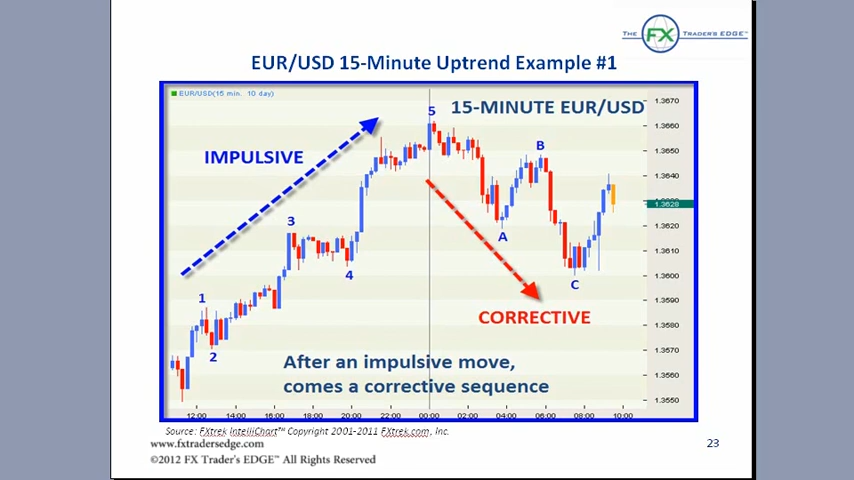 THE FX TRADER'S EDGE™
EUR/USD 15-Minute Uptrend Example #1
EUR/USD(15 min. 10 day)
15-MINUTE EUR/USD
IMPULSIVE
CORRECTIVE
1
2
3
4
5
A
B
C
After an impulsive move,
comes a corrective sequence
1.3670
1.3660
1.3650
1.3640
1.3628
1.3610
1.3600
1.3590
1.3580
1.3570
1.3560
1.3550
12:00 14:00 16:00 18:00 20:00 22:00 00:00 02:00 04:00 06:00 08:00 10:00
Source: FXtrek IntelliChart™ Copyright 2001-2011 FXtrek.com, Inc.
www.fxtradersedge.com
©2012 FX Trader's EDGE™ All Rights Reserved
23